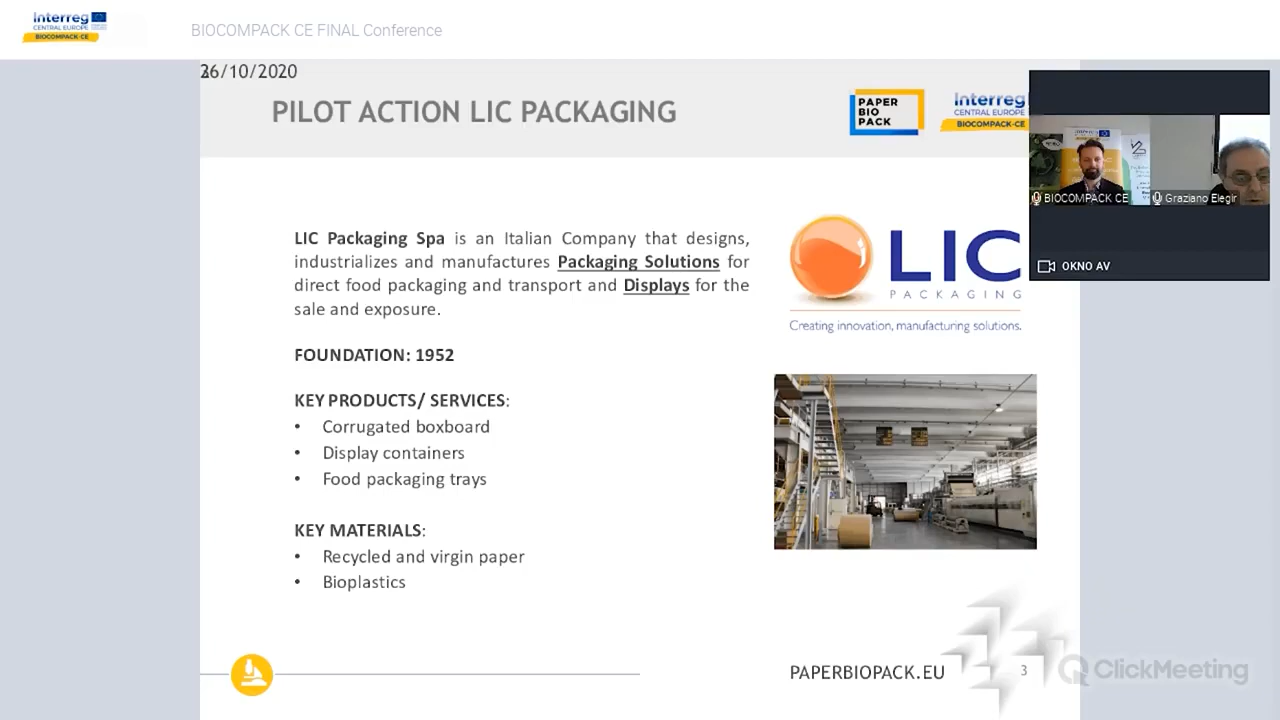 Interreg
CENTRAL EUROPE
BIOCOMPACK-CE
BIOCOMPACK CE FINAL Conference
26/10/2020
PILOT ACTION LIC PACKAGING
PAPER
BIO
PACK
Interreg
CENTRAL EUROPE
BIOCOMPACK-CE
BIOCOMPACK CE
Graziano Elegir
OKNO AV
LIC Packaging Spa is an Italian Company that designs,
industrializes and manufactures Packaging Solutions for
direct food packaging and transport and Displays for the
sale and exposure.
LIC
PACKAGING
Creating innovation, manufacturing solutions.
FOUNDATION: 1952
KEY PRODUCTS/ SERVICES:
• Corrugated boxboard
• Display containers
• Food packaging trays
KEY MATERIALS:
• Recycled and virgin paper
• Bioplastics
PAPERBIOPACK.EU
3
ClickMeeting